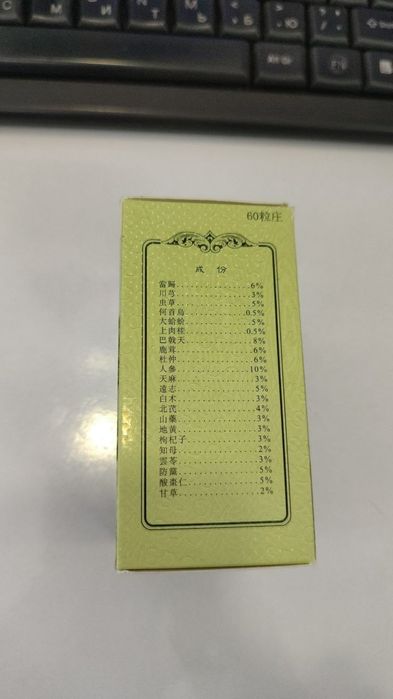 С М И Т Ь Б Ю
Alt Gr
60粒庄
成份
當歸..........................6%
川芎..........................3%
虫草..........................5%
何首烏......................0.5%
大蛤蚧........................5%
上肉桂......................0.5%
巴戟天........................8%
鹿茸..........................6%
杜仲..........................6%
人參.........................10%
天麻..........................3%
遠志..........................5%
白木..........................3%
北芪..........................4%
山藥..........................3%
地黃..........................3%
枸杞子........................3%
知母..........................2%
雲苓..........................3%
防黨..........................5%
酸棗仁........................5%
甘草..........................2%